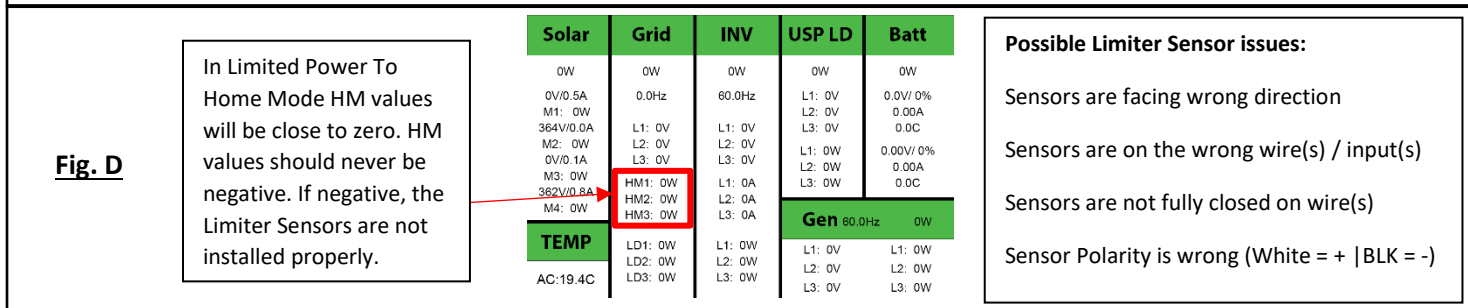 Fig. D
In Limited Power To
Home Mode HM values
will be close to zero. HM
values should never be
negative. If negative, the
Limiter Sensors are not
installed properly.
Solar
0W
0V/0.5A
M1: 0W
364V/0.0A
M2: 0W
0V/0.1A
M3: 0W
362V/0.8A
M4: 0W
TEMP
AC:19.4C
Grid
0W
0.0Hz
L1: 0V
L2: 0V
L3: 0V
HM1: 0W
HM2: 0W
HM3: 0W
LD1: 0W
LD2: 0W
LD3: 0W
INV
0W
60.0Hz
L1: 0V
L2: 0V
L3: 0V
L1: 0A
L2: 0A
L3: 0A
L1: 0W
L2: 0W
L3: 0W
USP LD
0W
L1: 0V
L2: 0V
L3: 0V
L1: 0W
L2: 0W
L3: 0W
Batt
0W
0.0V/ 0%
0.00A
0.0C
0.00V/ 0%
0.00A
0.0C
Gen 60.0Hz 0W
L1: 0V L1: 0W
L2: 0V L2: 0W
L3: 0V L3: 0W
Possible Limiter Sensor issues:
Sensors are facing wrong direction
Sensors are on the wrong wire(s) / input(s)
Sensors are not fully closed on wire(s)
Sensor Polarity is wrong (White = + |BLK = -)